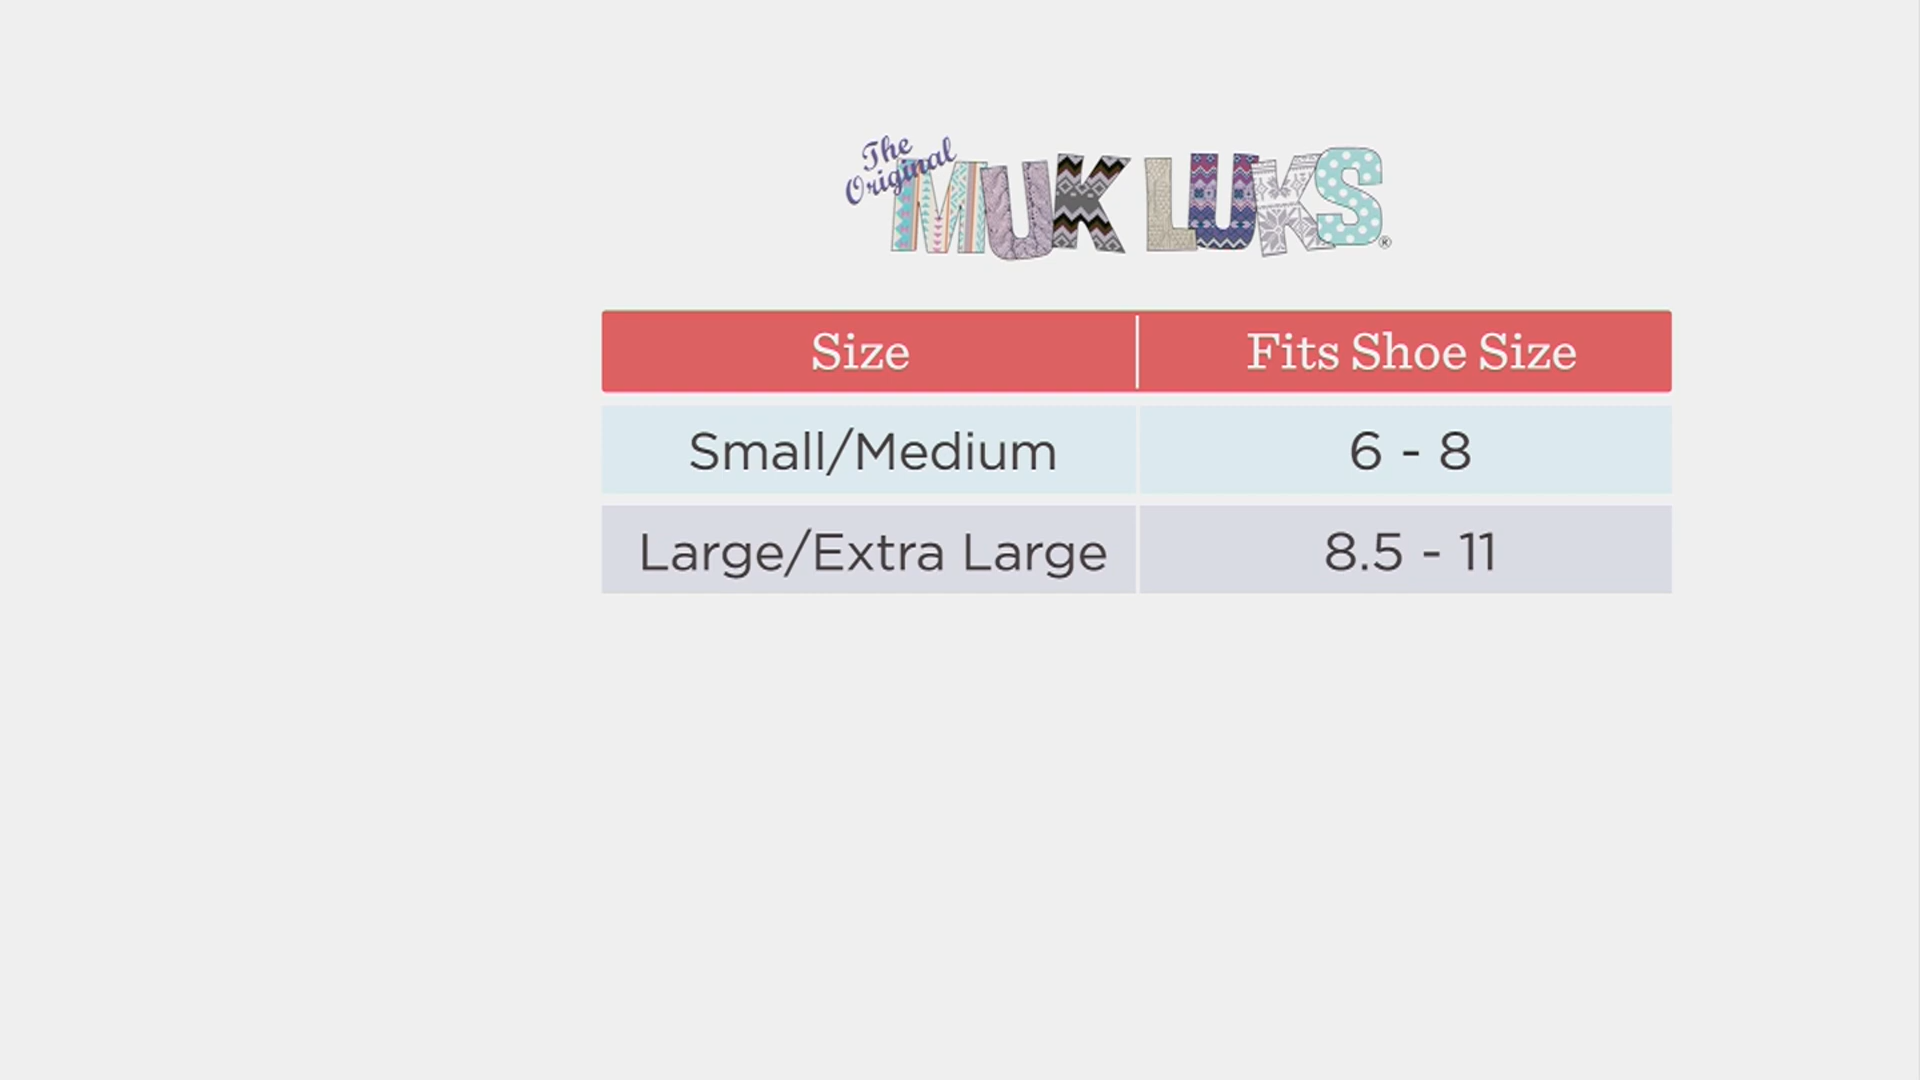 The Original
MUK LUKS®
Size Fits Shoe Size
Small/Medium 6 - 8
Large/Extra Large 8.5 - 11